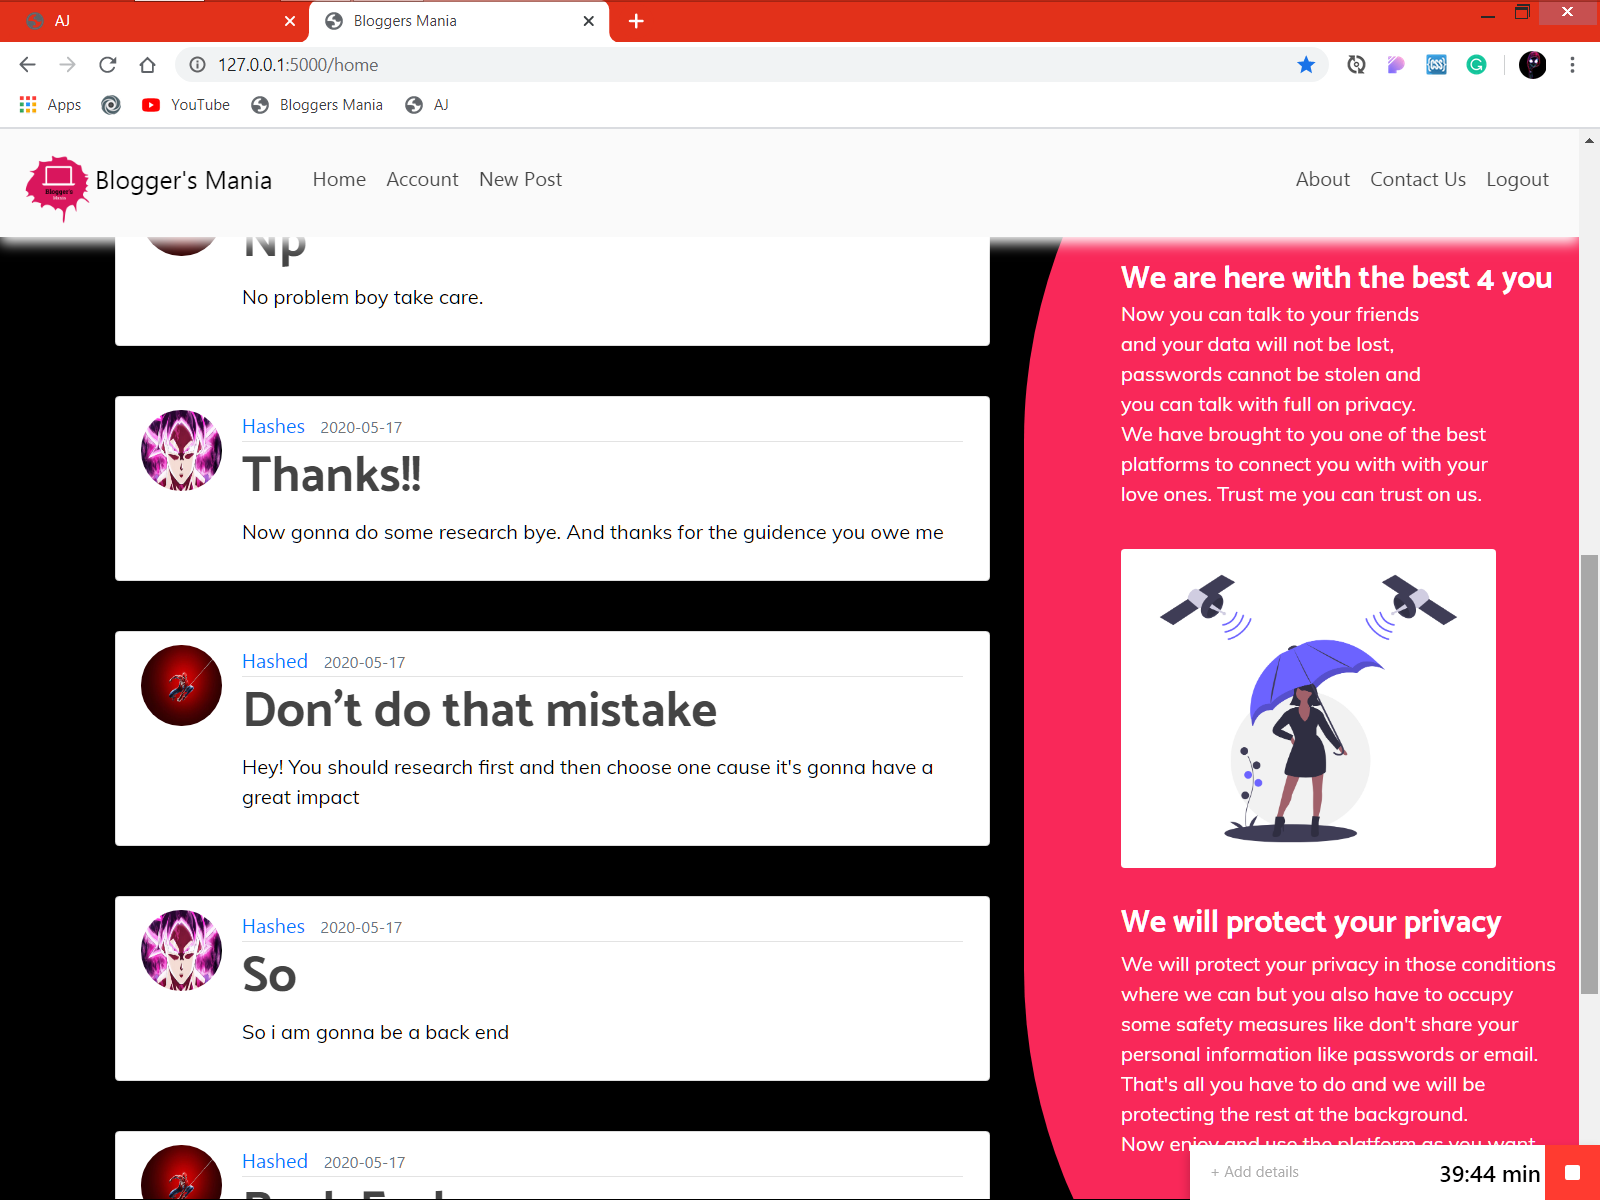 AJ
Bloggers Mania
127.0.0.1:5000/home
Apps
YouTube
Bloggers Mania
AJ
Blogger's Mania
Home
Account
New Post
About
Contact Us
Logout
Np
No problem boy take care.
Hashes 2020-05-17
Thanks!!
Now gonna do some research bye. And thanks for the guidence you owe me
Hashed 2020-05-17
Don't do that mistake
Hey! You should research first and then choose one cause it's gonna have a
great impact
Hashes 2020-05-17
So
So i am gonna be a back end
Hashed 2020-05-17
We are here with the best 4 you
Now you can talk to your friends
and your data will not be lost,
passwords cannot be stolen and
you can talk with full on privacy.
We have brought to you one of the best
platforms to connect you with with your
love ones. Trust me you can trust on us.
We will protect your privacy
We will protect your privacy in those conditions
where we can but you also have to occupy
some safety measures like don't share your
personal information like passwords or email.
That's all you have to do and we will be
protecting the rest at the background.
Now enjoy and use the platform as you want
+ Add details
39:44 min